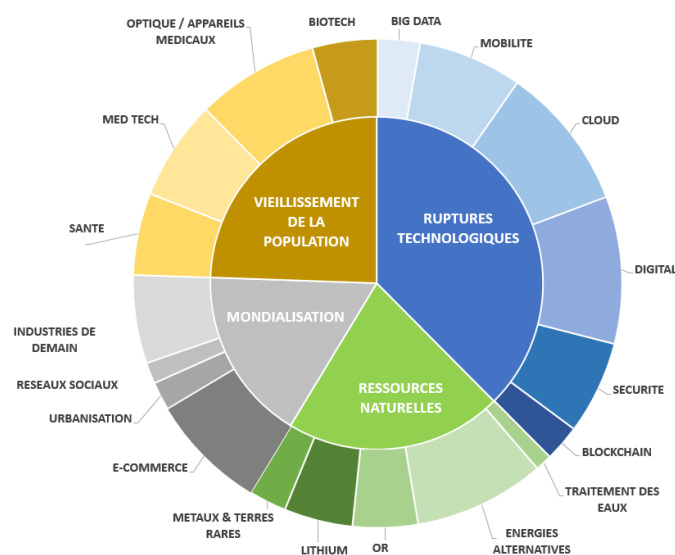 OPTIQUE / APPAREILS
MEDICAUX
BIOTECH
BIG DATA
MOBILITE
CLOUD
MED TECH
VIEILLISSEMENT
DE LA
POPULATION
RUPTURES
TECHNOLOGIQUES
SANTE
DIGITAL
MONDIALISATION
INDUSTRIES DE
DEMAIN
RESEAUX SOCIAUX
RESSOURCES
NATURELLES
SECURITE
URBANISATION
BLOCKCHAIN
E-COMMERCE
TRAITEMENT DES
EAUX
METAUX & TERRES
RARES
LITHIUM
OR
ENERGIES
ALTERNATIVES